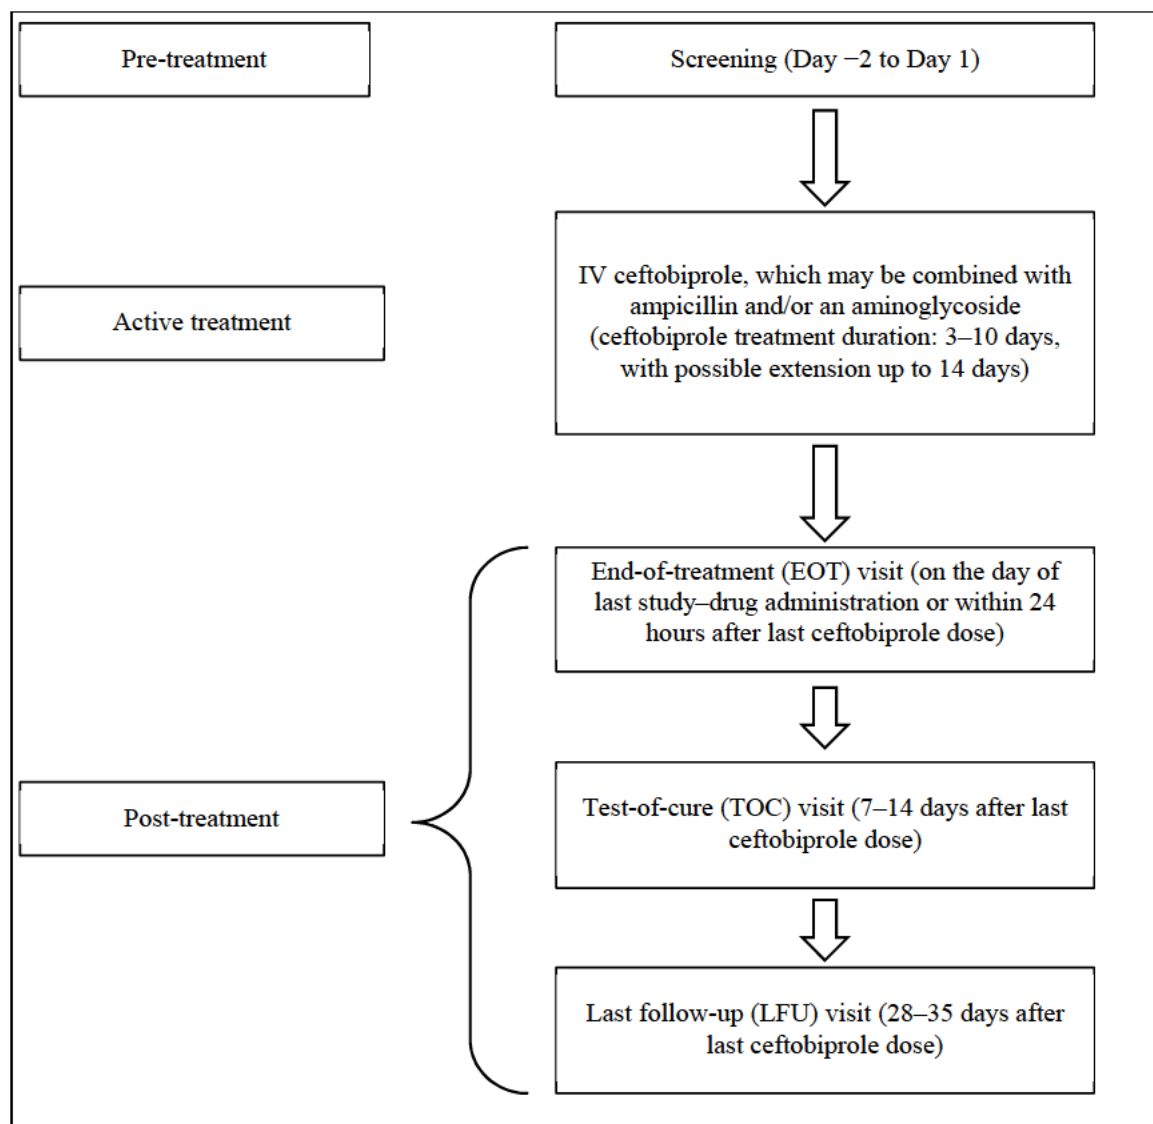 Pre-treatment
Screening (Day −2 to Day 1)
Active treatment
IV ceftobiprole, which may be combined with
ampicillin and/or an aminoglycoside
(ceftobiprole treatment duration: 3–10 days,
with possible extension up to 14 days)
End-of-treatment (EOT) visit (on the day of
last study–drug administration or within 24
hours after last ceftobiprole dose)
Post-treatment
Test-of-cure (TOC) visit (7–14 days after last
ceftobiprole dose)
Last follow-up (LFU) visit (28–35 days after
last ceftobiprole dose)